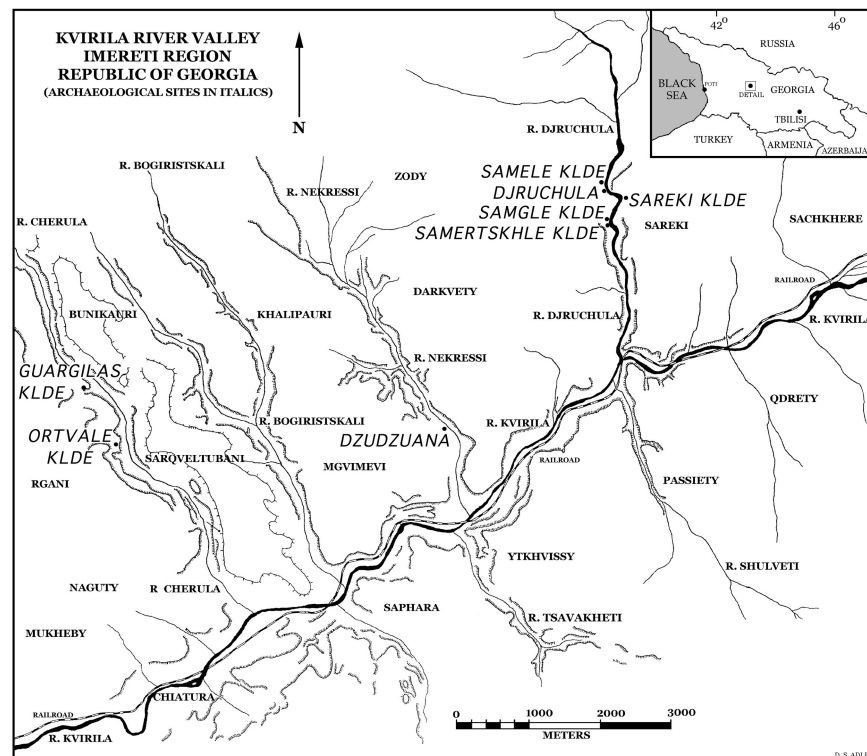 KVIRILA RIVER VALLEY
IMERETI REGION
REPUBLIC OF GEORGIA
(ARCHAEOLOGICAL SITES IN ITALICS)
N
42°
46°
RUSSIA
BLACK
SEA
POTI
DETAIL
GEORGIA
TBILISI
TURKEY
ARMENIA
AZERBAIJA
R. DJRUCHULA
R. BOGIRISTSKALI
R. NEKRESSI
ZODY
SAMELE KLDE
DJRUCHULA
SAREKI KLDE
SAMGLE KLDE
SAMERTSKHLE KLDE
SAREKI
SACHKHERE
R. CHERULA
RAILROAD
DARKVETY
BUNIKAURI
KHALIPAURI
R. DJRUCHULA
R. KVIRILA
R. NEKRESSI
GUARGILAS
KLDE
QDRETY
R. BOGIRISTSKALI
R. KVIRILA
ORTVALE
KLDE
DZUDZUANA
SARQVELTUBANI
MGVIMEVI
RAILROAD
RGANI
PASSIETY
YTKHVISSY
R. SHULVETI
NAGUTY
R CHERULA
SAPHARA
R. TSAVAKHETI
MUKHEBY
CHIATURA
RAILROAD
R. KVIRILA
0 1000 2000 3000
METERS